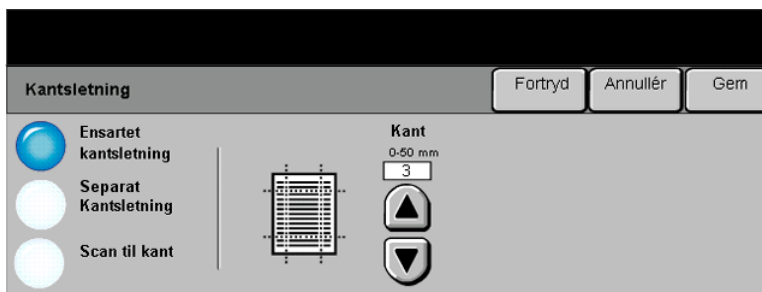 Kantsletning
Fortryd
Annullér
Gem
Ensartet
kantsletning
Separat
Kantsletning
Scan til kant
Kant
0-50 mm
3